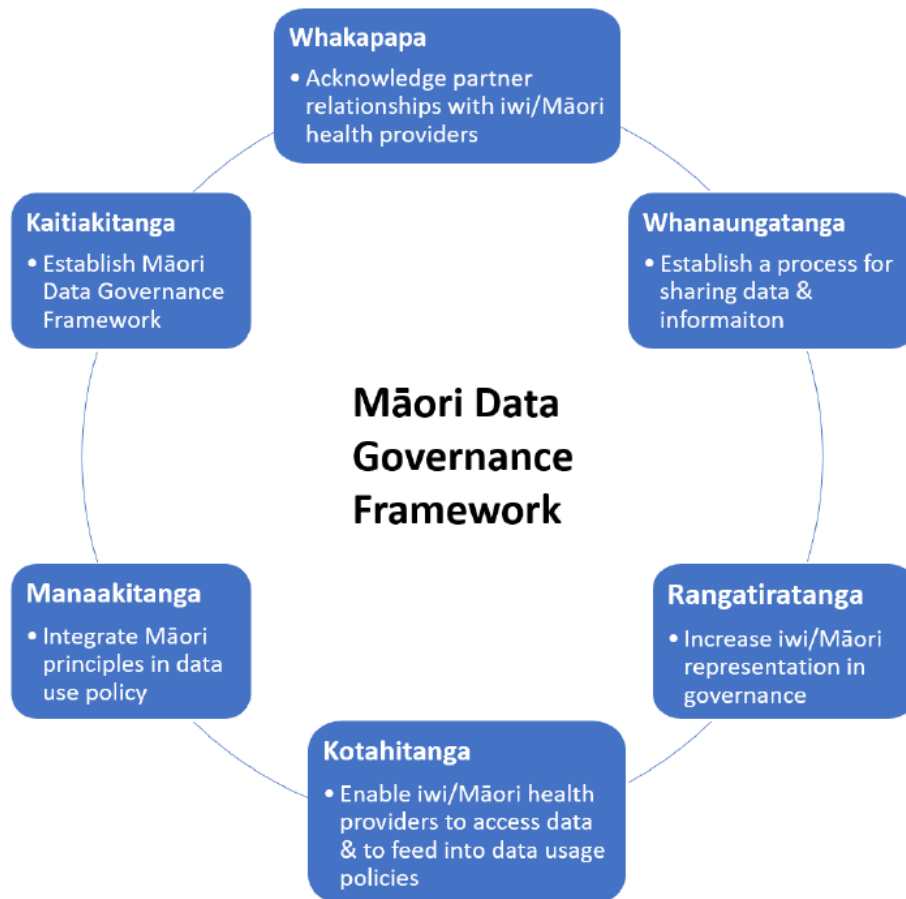 Whakapapa
• Acknowledge partner
relationships with iwi/Māori
health providers
Whanaungatanga
• Establish a process for
sharing data &
informaiton
Rangatiratanga
• Increase iwi/Māori
representation in
governance
Kotahitanga
• Enable iwi/Māori health
providers to access data
& to feed into data usage
policies
Manaakitanga
• Integrate Māori
principles in data
use policy
Kaitiakitanga
• Establish Māori
Data Governance
Framework
Māori Data
Governance
Framework